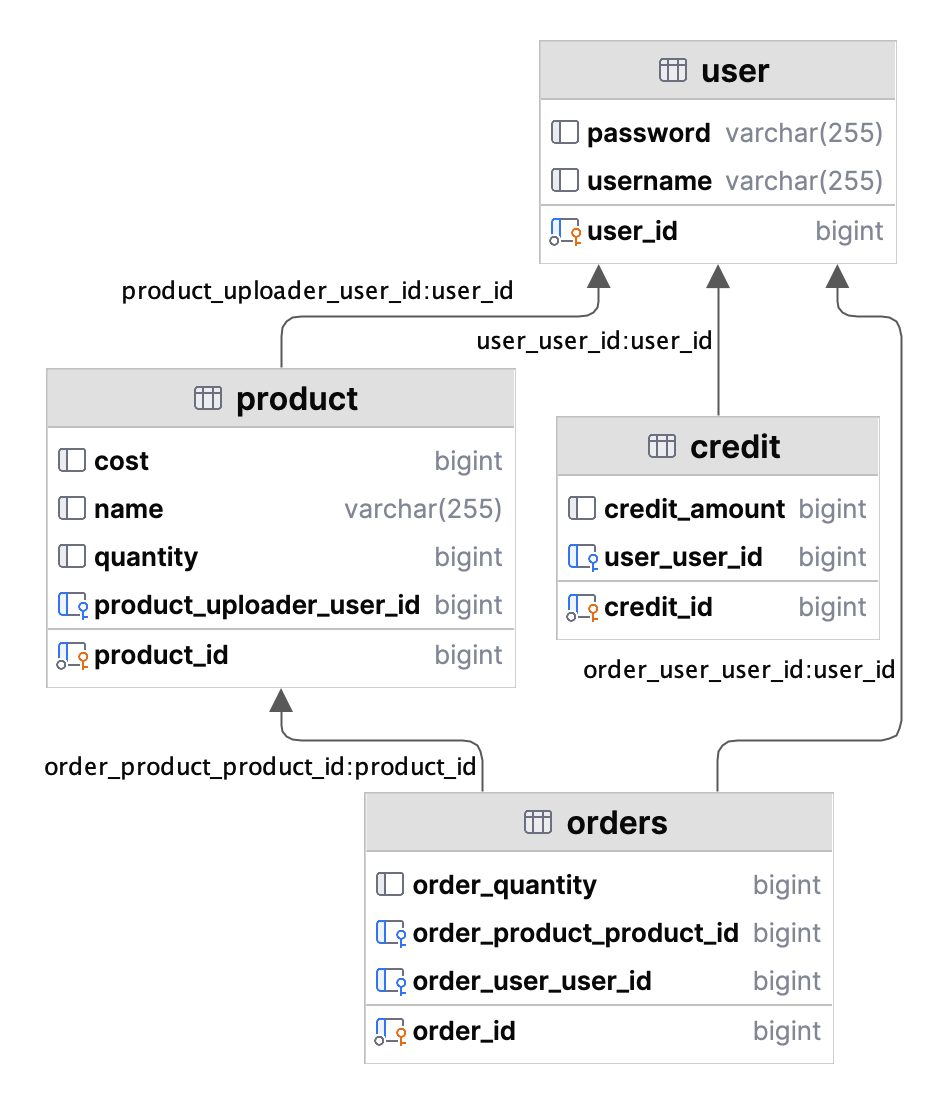 user
password varchar(255)
username varchar(255)
user_id bigint
product_uploader_user_id:user_id
user_user_id:user_id
product
cost bigint
name varchar(255)
quantity bigint
product_uploader_user_id bigint
product_id bigint
credit
credit_amount bigint
user_user_id bigint
credit_id bigint
order_user_user_id:user_id
order_product_product_id:product_id
orders
order_quantity bigint
order_product_product_id bigint
order_user_user_id bigint
order_id bigint